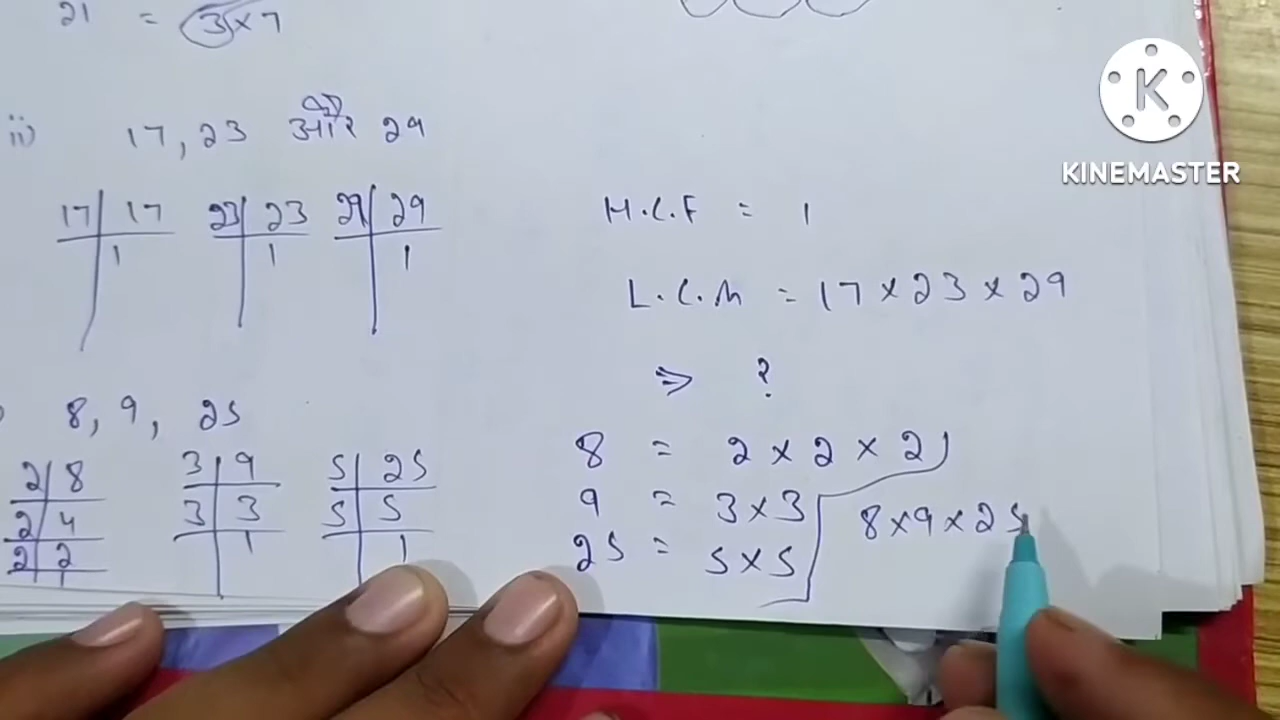 21 = 3 × 7
ii) 17, 23 और 29
17 | 17
1
23 | 23
1
29 | 29
1
H.C.F = 1
L.C.M = 17 × 23 × 29
⇒ ?
8, 9, 25
2 | 8
2 | 4
2 | 2
1
3 | 9
3 | 3
1
5 | 25
5 | 5
1
8 = 2 × 2 × 2
9 = 3 × 3
25 = 5 × 5
8 × 9 × 25
K
KINEMASTER